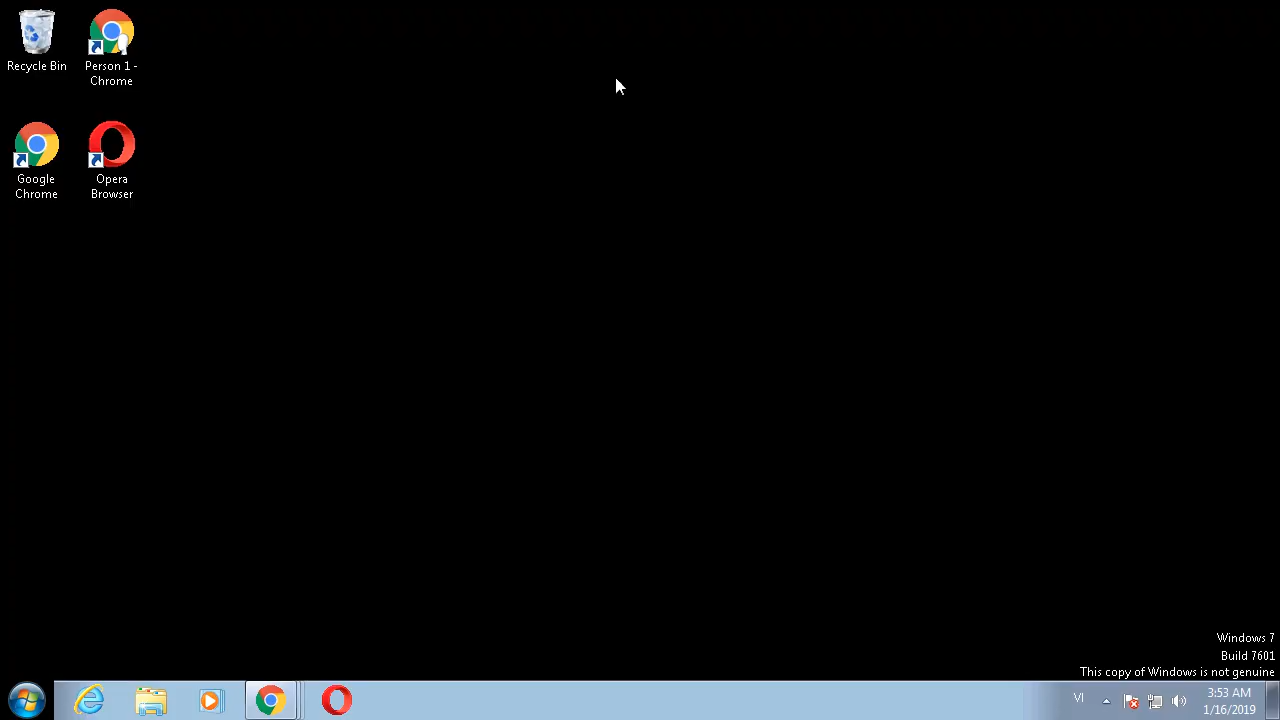 Recycle Bin
Person 1 -
Chrome
Google
Chrome
Opera
Browser
Windows 7
Build 7601
This copy of Windows is not genuine
VI
3:53 AM
1/16/2019